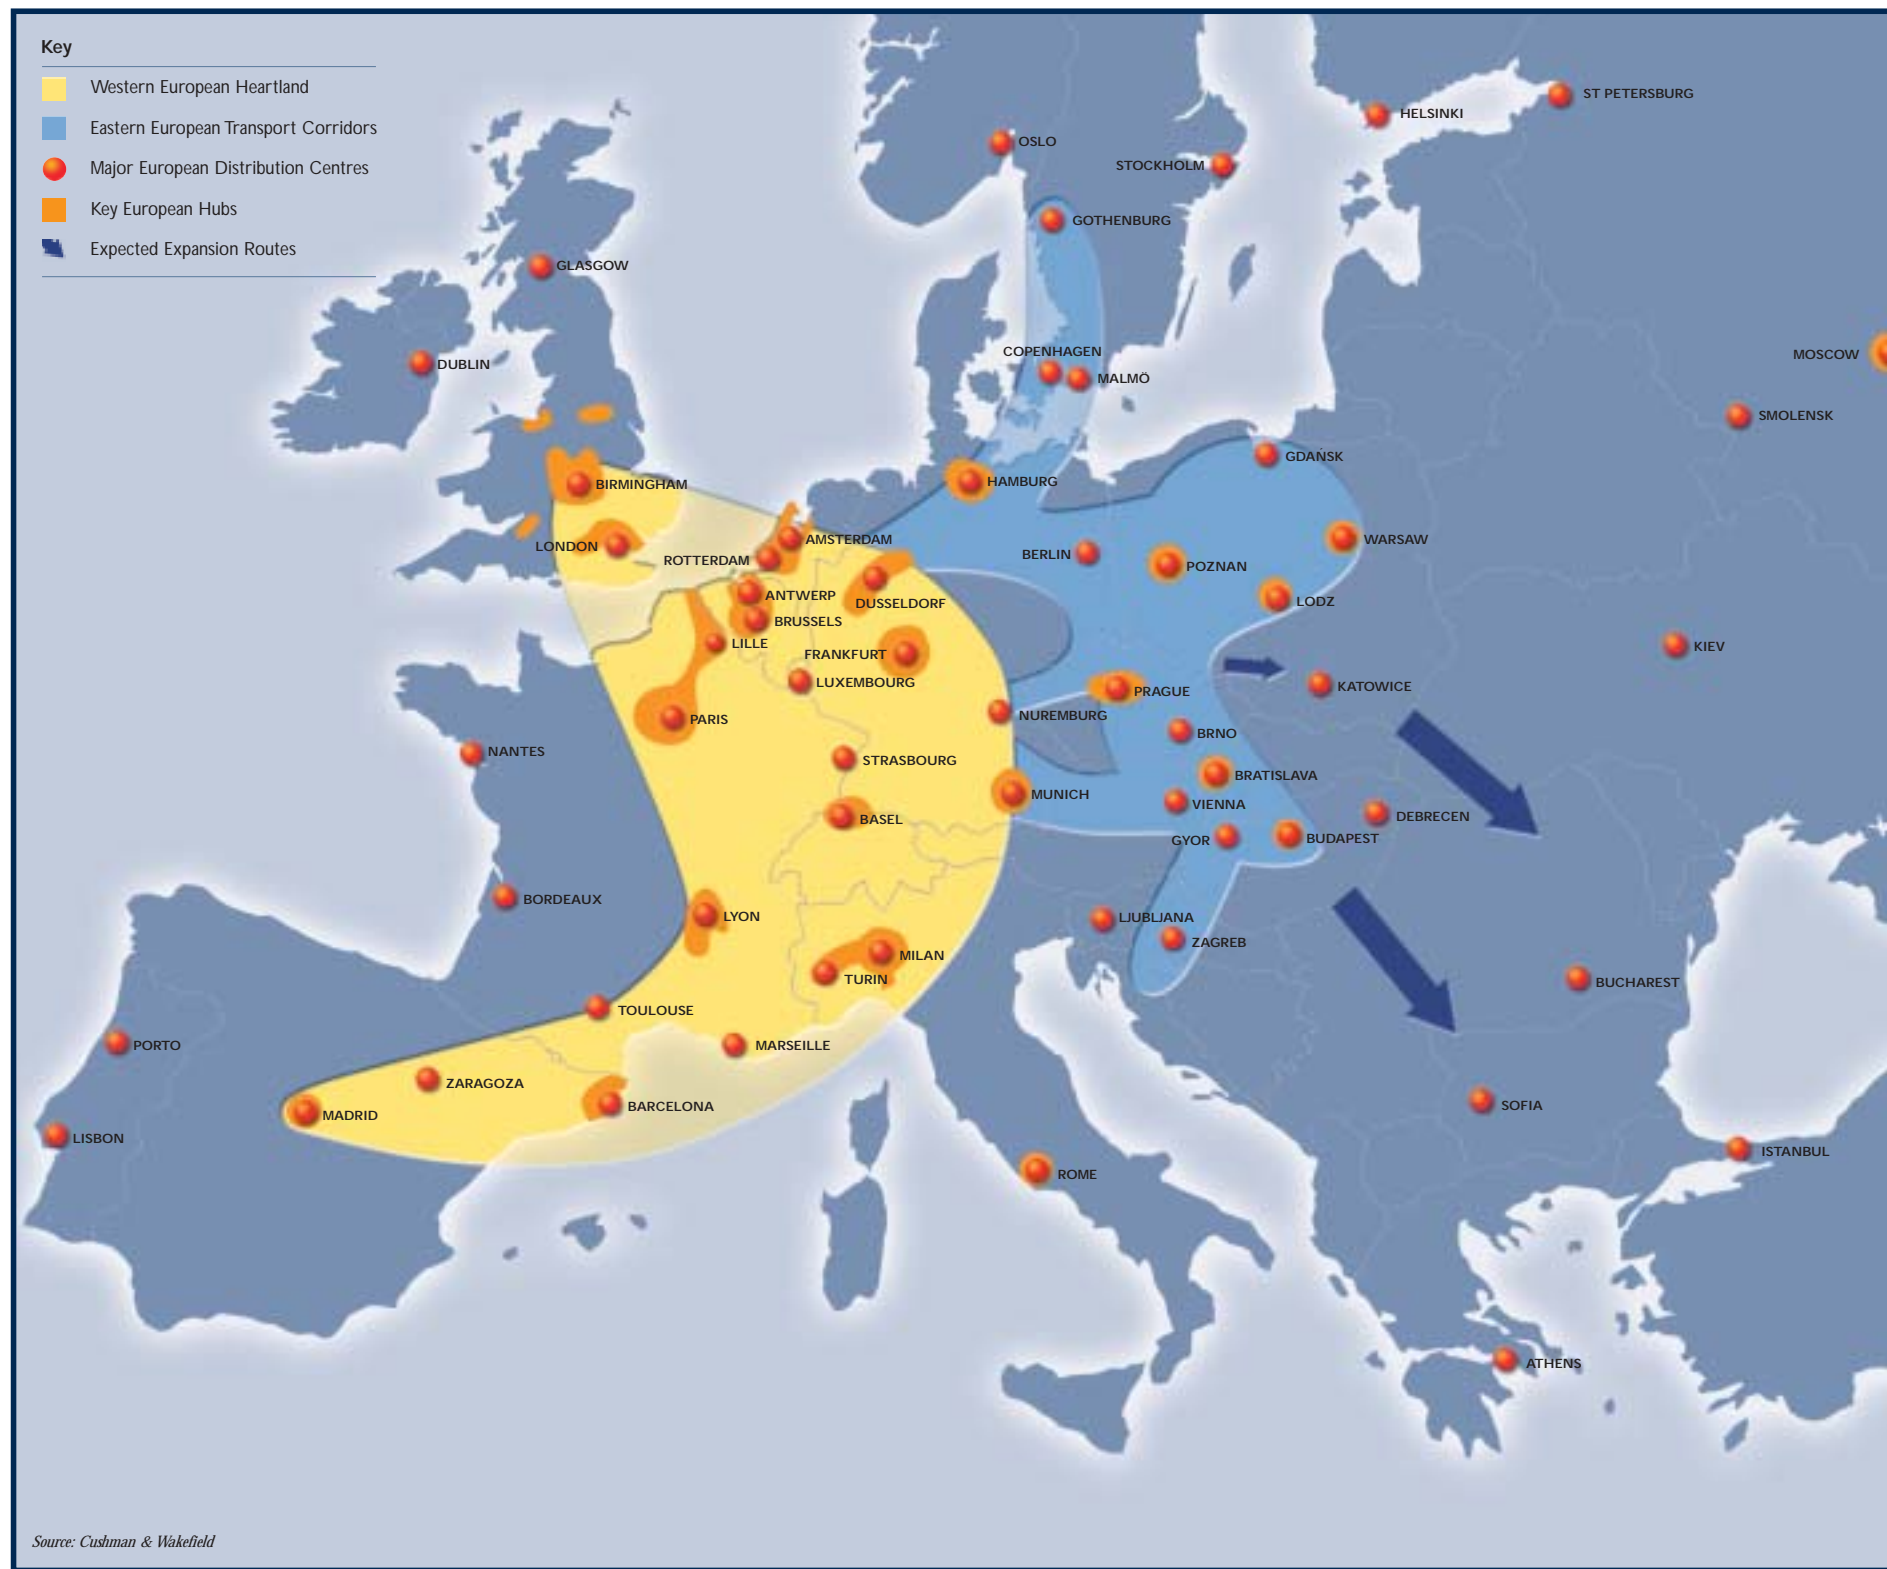 Key
Western European Heartland
Eastern European Transport Corridors
Major European Distribution Centres
Key European Hubs
Expected Expansion Routes
ST PETERSBURG
HELSINKI
OSLO
STOCKHOLM
GOTHENBURG
GLASGOW
COPENHAGEN
MOSCOW
DUBLIN
MALMÖ
SMOLENSK
GDAŃSK
HAMBURG
BIRMINGHAM
AMSTERDAM
WARSAW
LONDON
BERLIN
ROTTERDAM
POZNAN
ANTWERP
LODZ
DUSSELDORF
BRUSSELS
LILLE
KIEV
FRANKFURT
LUXEMBOURG
KATOWICE
PRAGUE
NUREMBURG
PARIS
BRNO
NANTES
STRASBOURG
BRATISLAVA
MUNICH
VIENNA
DEBRECEN
BASEL
BUDAPEST
GYOR
BORDEAUX
LYON
LJUBLJANA
ZAGREB
MILAN
TURIN
BUCHAREST
TOULOUSE
PORTO
MARSEILLE
ZARAGOZA
BARCELONA
SOFIA
MADRID
LISBON
ISTANBUL
ROME
ATHENS
Source: Cushman & Wakefield